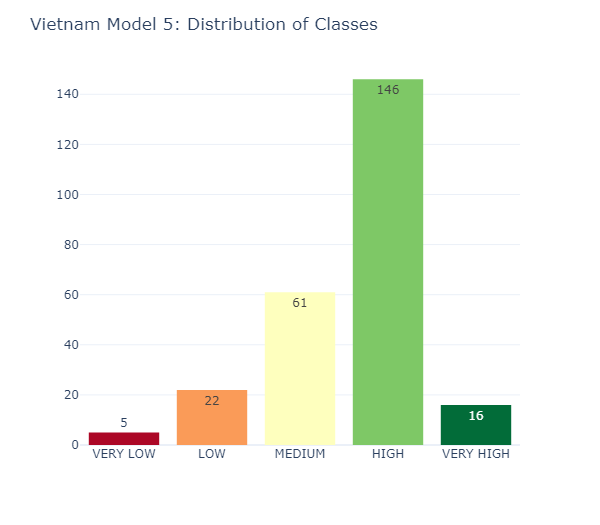 Vietnam Model 5: Distribution of Classes
140
120
100
80
60
40
20
0
5
22
61
146
16
VERY LOW
LOW
MEDIUM
HIGH
VERY HIGH